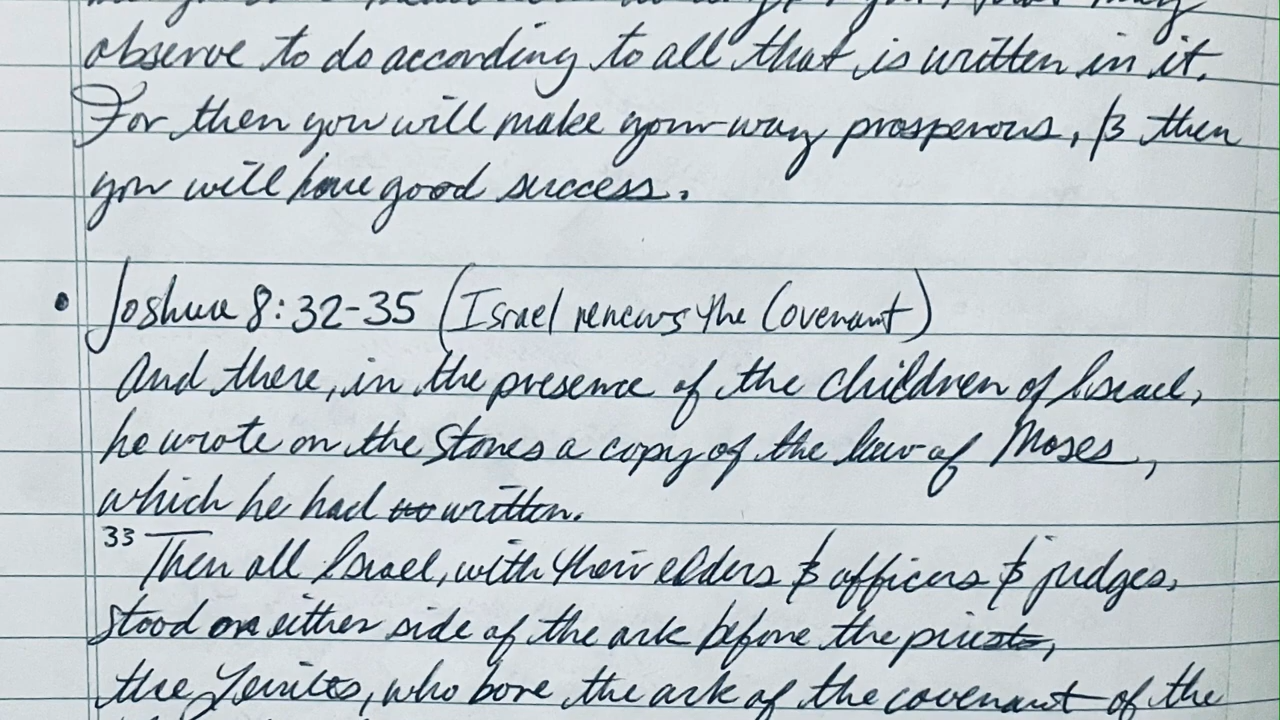 observe to do according to all that is written in it.
For then you will make your way prosperous, & then
you will have good success.
• Joshua 8:32-35 (Israel renews the Covenant)
And there, in the presence of the children of Israel,
he wrote on the stones a copy of the law of Moses,
which he had written.
33 Then all Israel, with their elders & officers & judges,
stood on either side of the ark before the priests,
the Levites, who bore the ark of the covenant of the